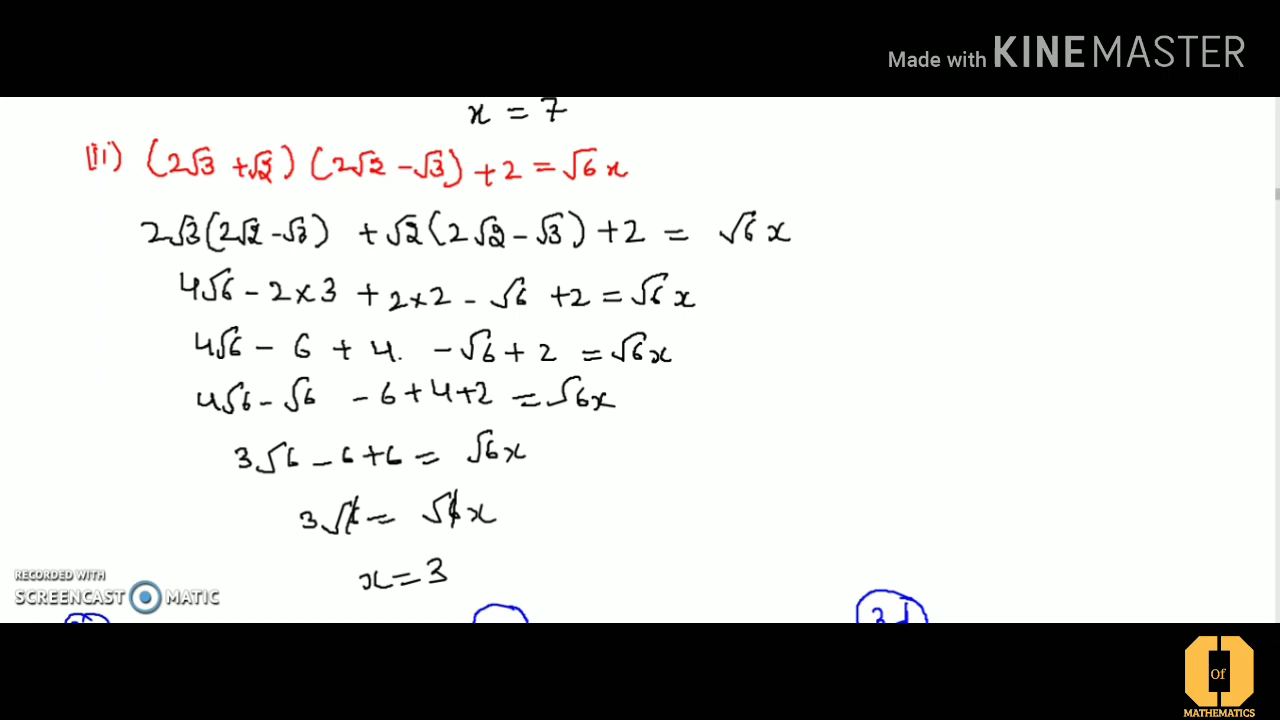 Made with KINEMASTER
x = 7
(ii) (2√3 + √2) (2√2 - √3) + 2 = √6 x
2√3(2√2 - √3) + √2(2√2 - √3) + 2 = √6 x
4√6 - 2×3 + 2×2 - √6 + 2 = √6 x
4√6 - 6 + 4. - √6 + 2 = √6x
4√6 - √6 - 6 + 4 + 2 = √6x
3√6 - 6 + 6 = √6 x
3√6 = √6 x
x = 3
RECORDED WITH
SCREENCAST MATIC
Of
MATHEMATICS